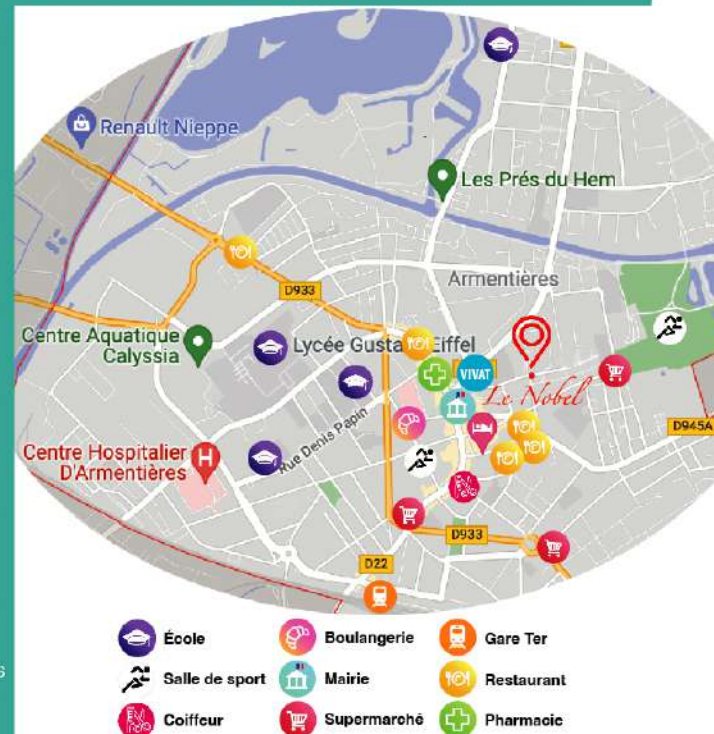 Renault Nieppe
Les Prés du Hem
Armentières
D933
Centre Aquatique
Calyssia
Lycée Gusta Eiffel
VIVAT
Le Nobel
D945A
Rue Denis Papin
Centre Hospitalier
D'Armentières
H
D933
D22
École
Boulangerie
Gare Ter
Salle de sport
Mairie
Restaurant
Coiffeur
Supermarché
Pharmacie
s